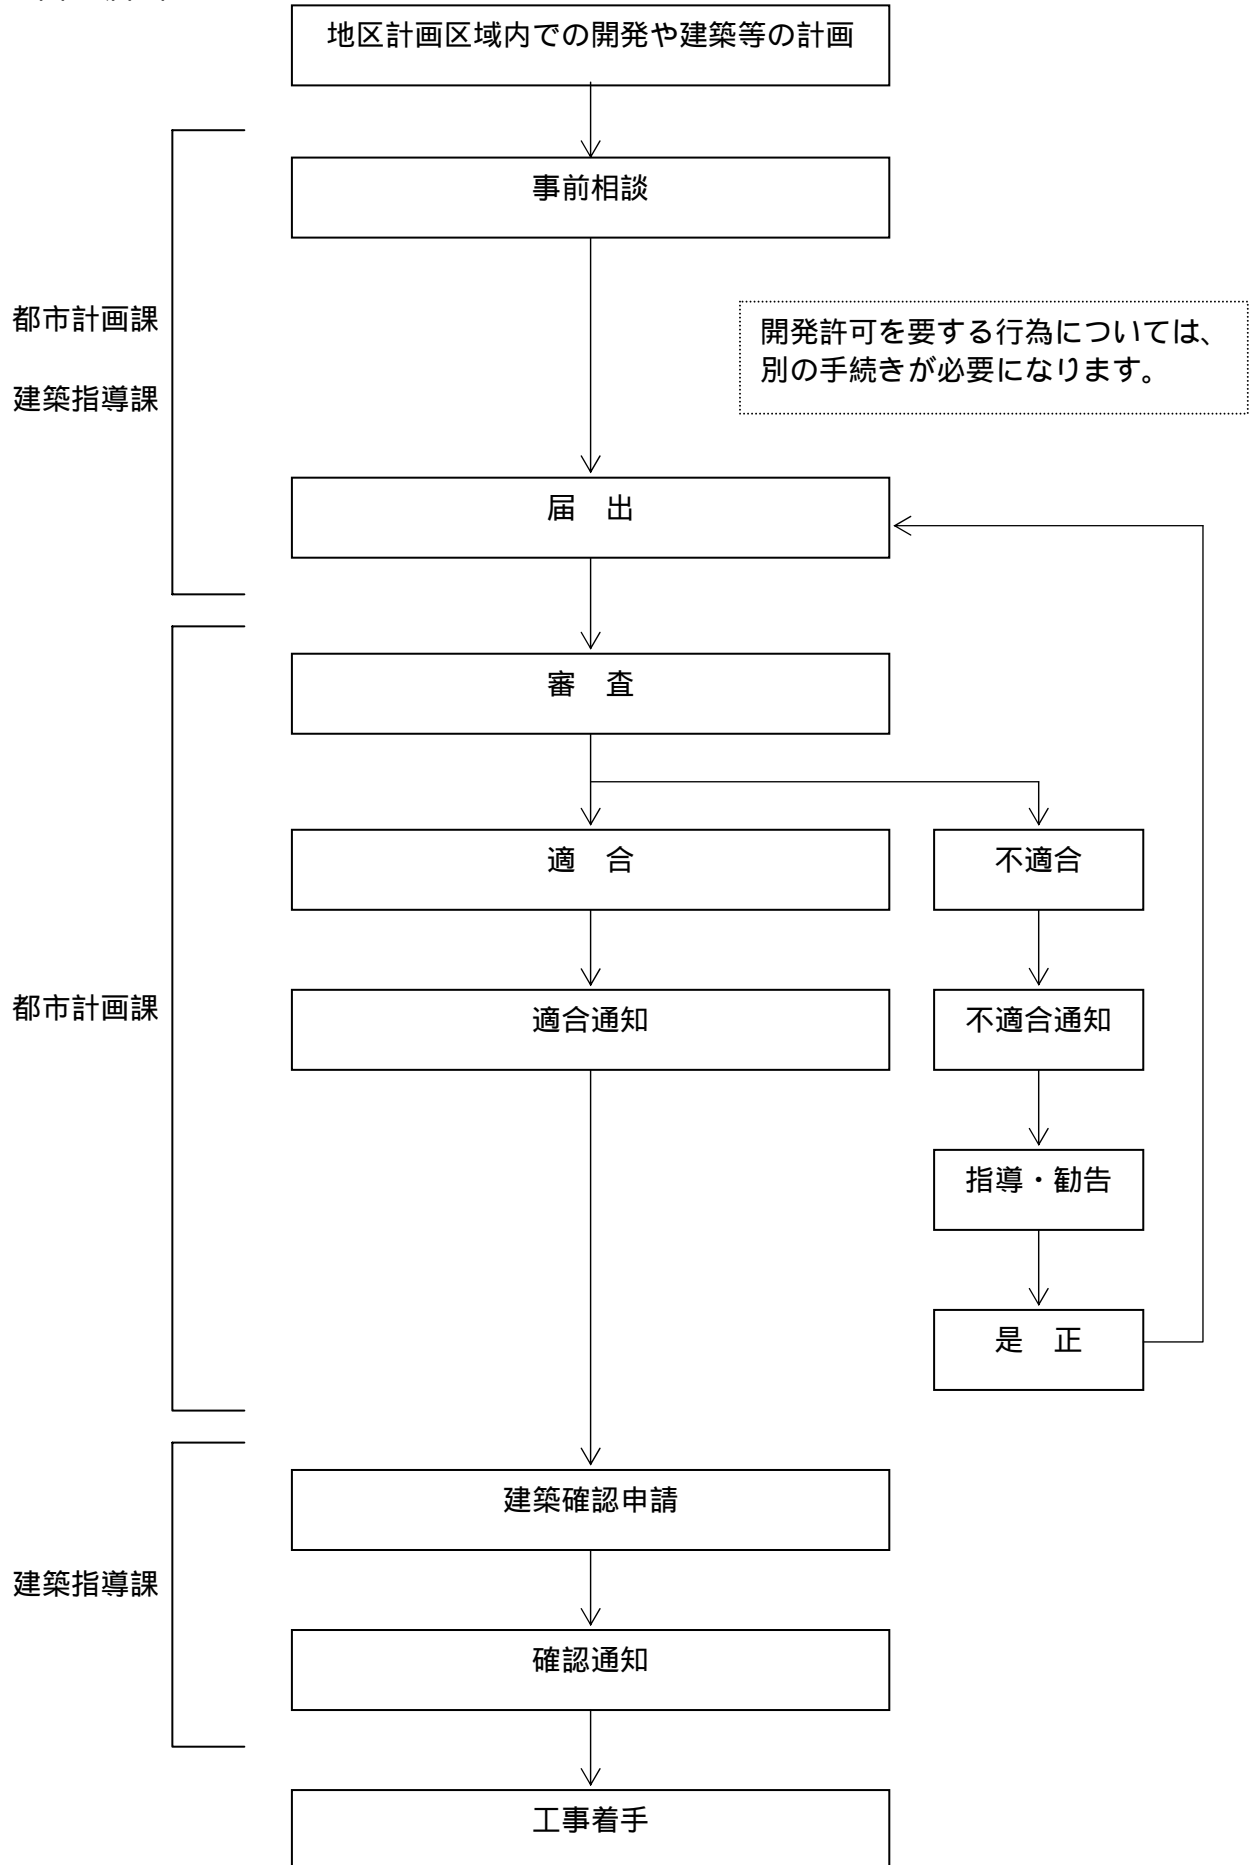 地区計画区域内での開発や建築等の計画
事前相談
都市計画課
建築指導課
開発許可を要する行為については、
別の手続きが必要になります。
届　出
審　査
適　合
不適合
都市計画課
適合通知
不適合通知
指導・勧告
是　正
建築確認申請
建築指導課
確認通知
工事着手